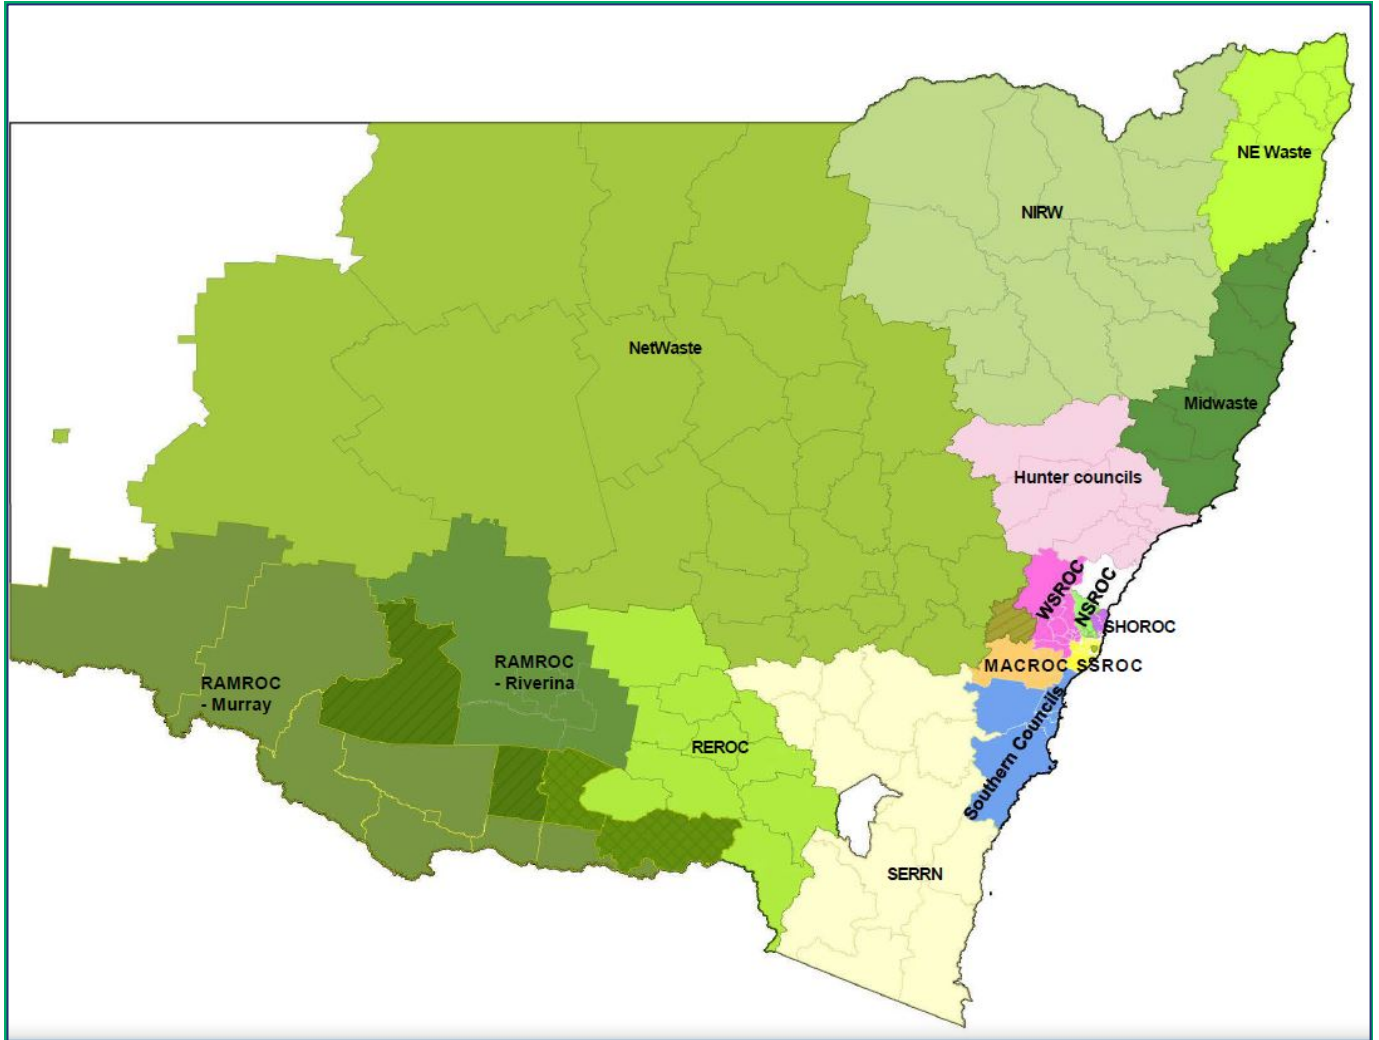 NE Waste
NIRW
NetWaste
Midwaste
Hunter councils
WSROC
NSROC
SHOROC
MACROC
SSROC
RAMROC
- Riverina
RAMROC
- Murray
Southern Councils
REROC
SERRN